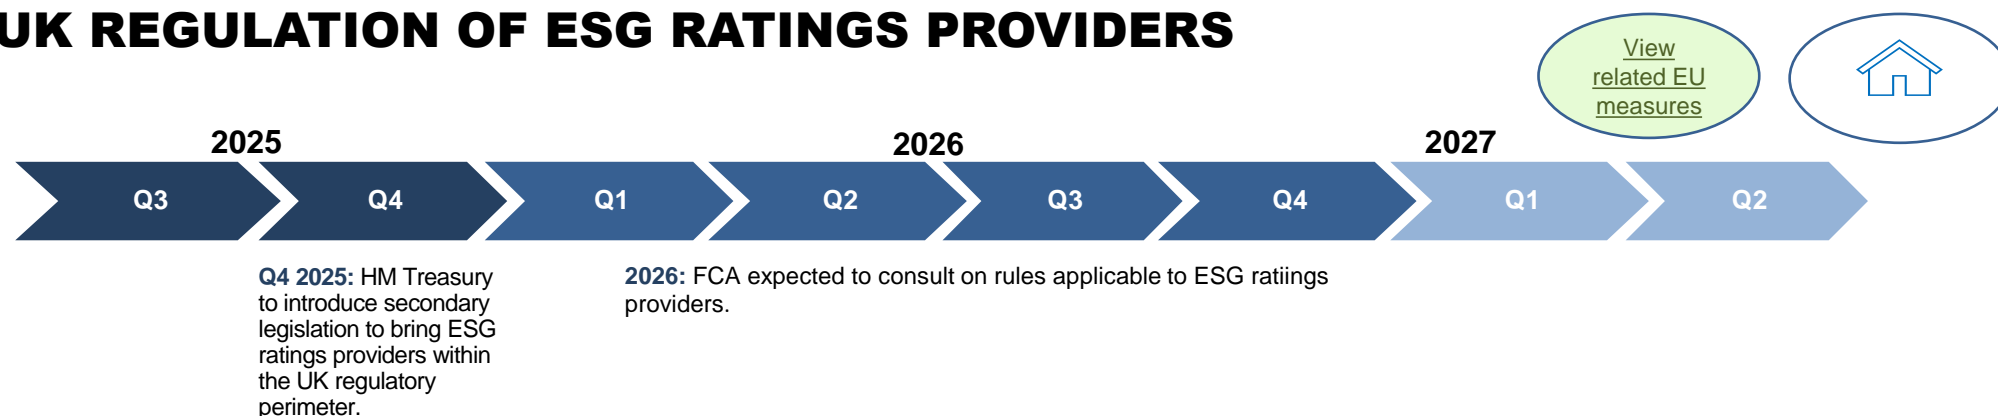 UK REGULATION OF ESG RATINGS PROVIDERS
View
related EU
measures
2025
2026
2027
Q3
Q4
Q1
Q2
Q3
Q4
Q1
Q2
Q4 2025: HM Treasury
to introduce secondary
legislation to bring ESG
ratings providers within
the UK regulatory
perimeter.
2026: FCA expected to consult on rules applicable to ESG ratiings
providers.